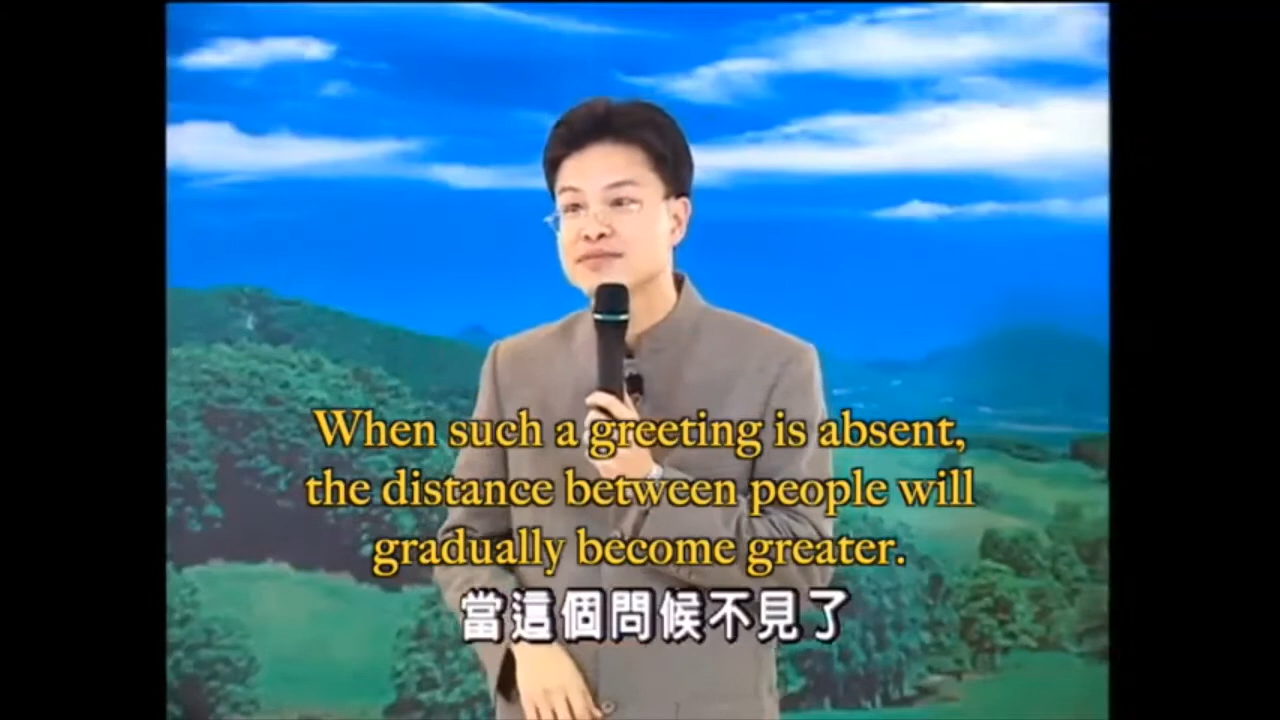 When such a greeting is absent,
the distance between people will
gradually become greater.
當這個問候不見了